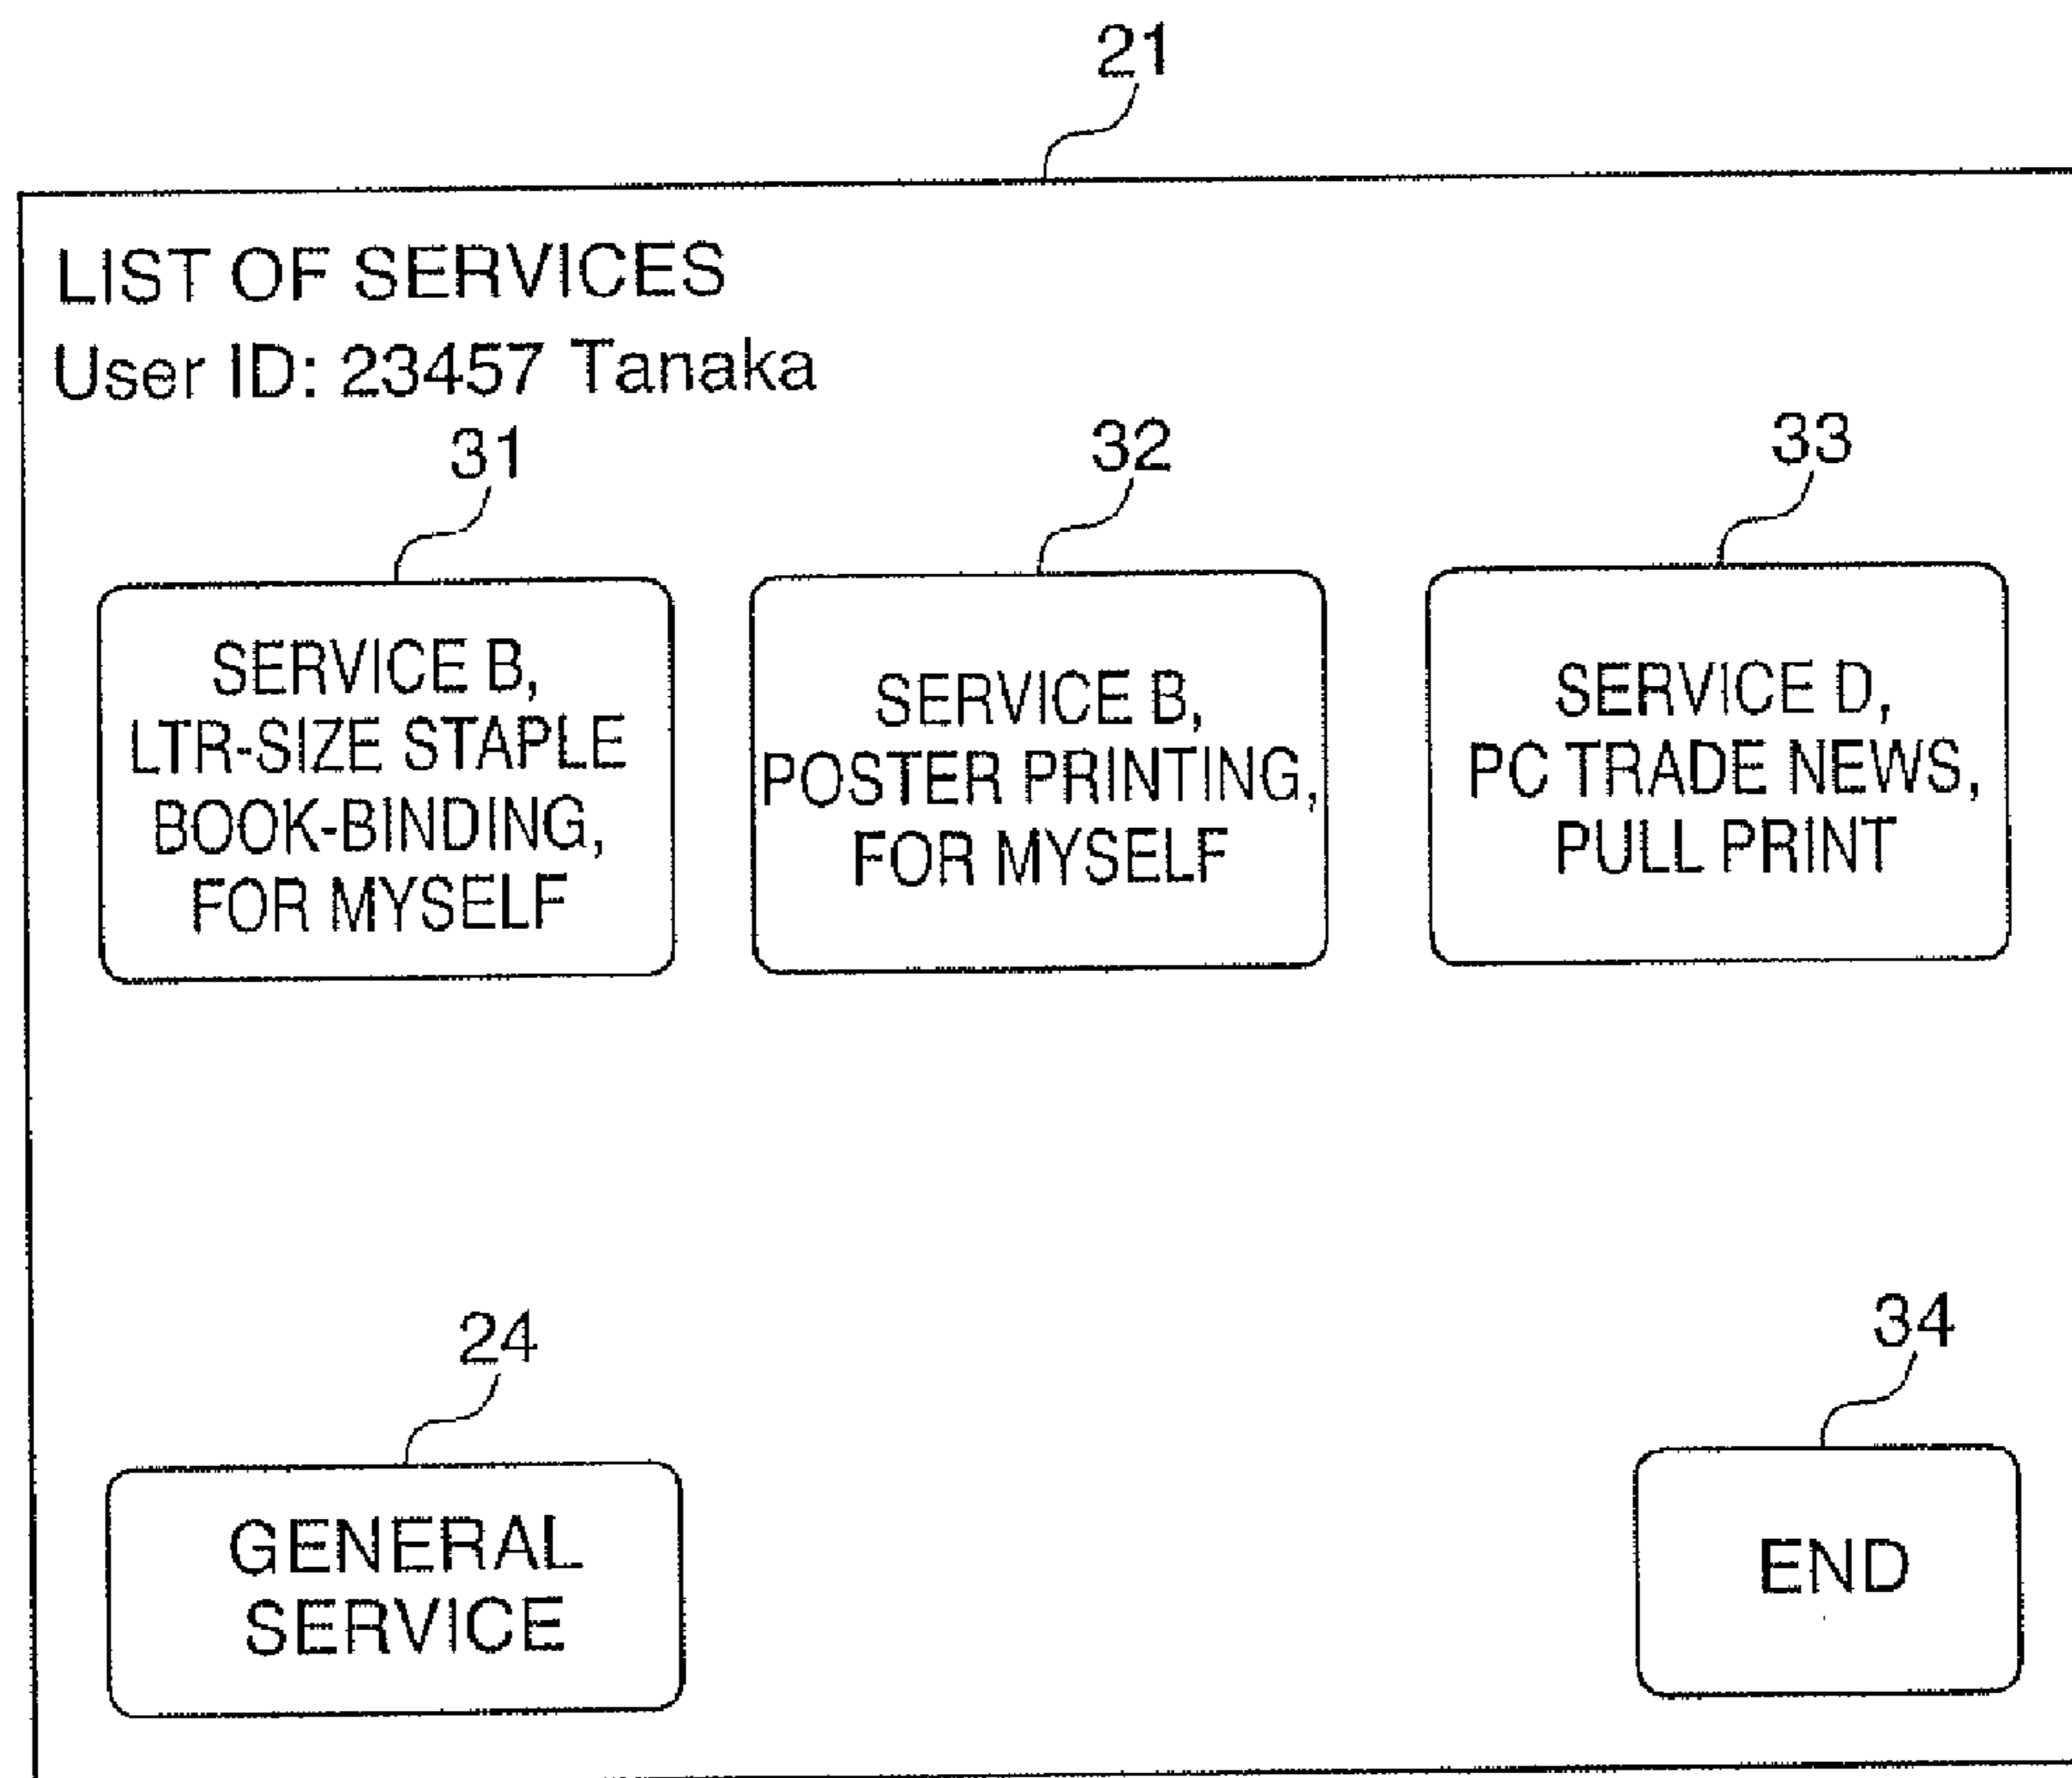 21
LIST OF SERVICES
User ID: 23457 Tanaka
31
32
33
SERVICE B,
LTR-SIZE STAPLE
BOOK-BINDING,
FOR MYSELF
SERVICE B,
POSTER PRINTING,
FOR MYSELF
SERVICE D,
PC TRADE NEWS,
PULL PRINT
24
34
GENERAL
SERVICE
END